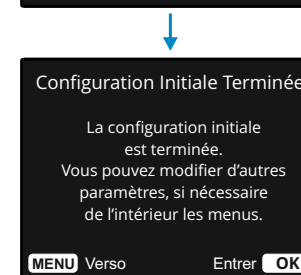 Configuration Initiale Terminée
La configuration initiale
est terminée.
Vous pouvez modifier d'autres
paramètres, si nécessaire
de l'intérieur les menus.
MENU Verso Entrer OK